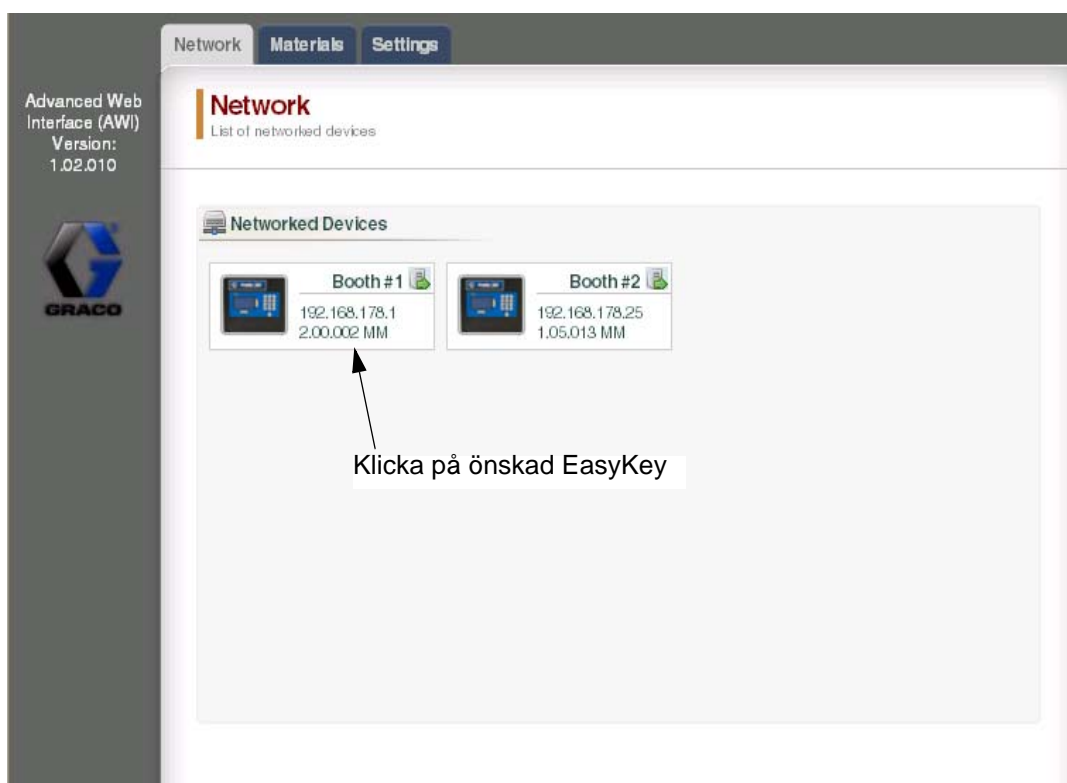 Network Materials Settings
Advanced Web
Interface (AWI)
Version:
1.02.010
GRACO
Network
List of networked devices
Networked Devices
Booth #1
192.168.178.1
2.00.002 MM
Booth #2
192.168.178.25
1.05.013 MM
Klicka på önskad EasyKey